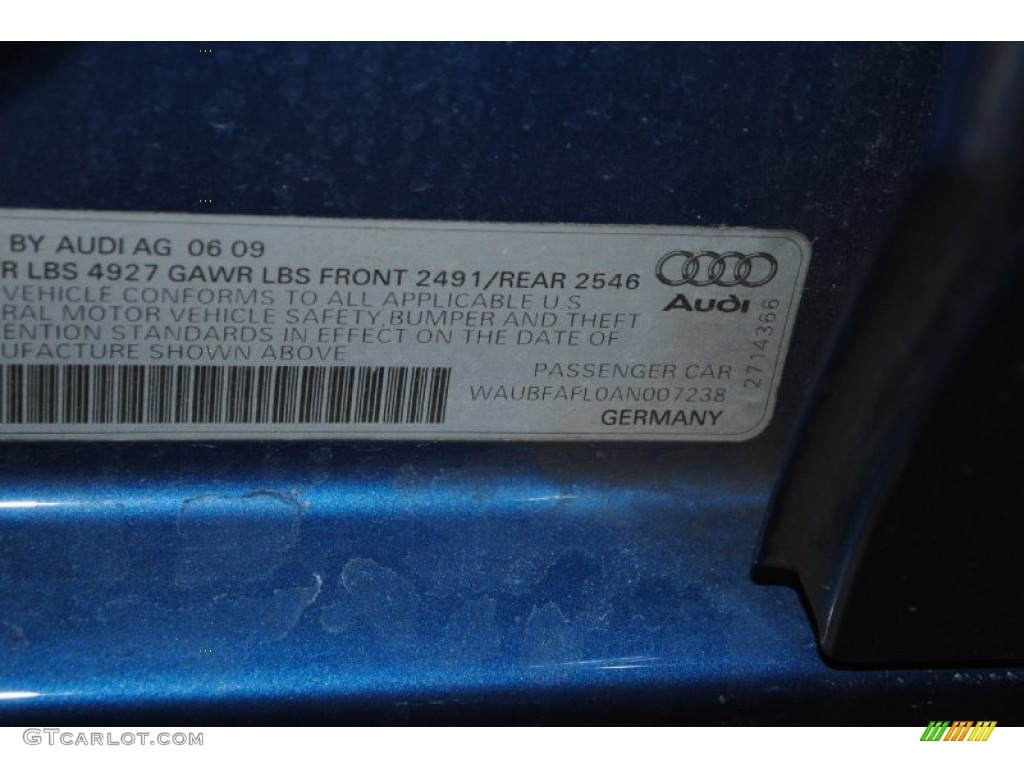 BY AUDI AG 06 09
R LBS 4927 GAWR LBS FRONT 2491/REAR 2546
VEHICLE CONFORMS TO ALL APPLICABLE U S
RAL MOTOR VEHICLE SAFETY, BUMPER AND THEFT
ENTION STANDARDS IN EFFECT ON THE DATE OF
UFACTURE SHOWN ABOVE
Audi
2714366
PASSENGER CAR
WAUBFAFL0AN007238
GERMANY
GTCARLOT.COM